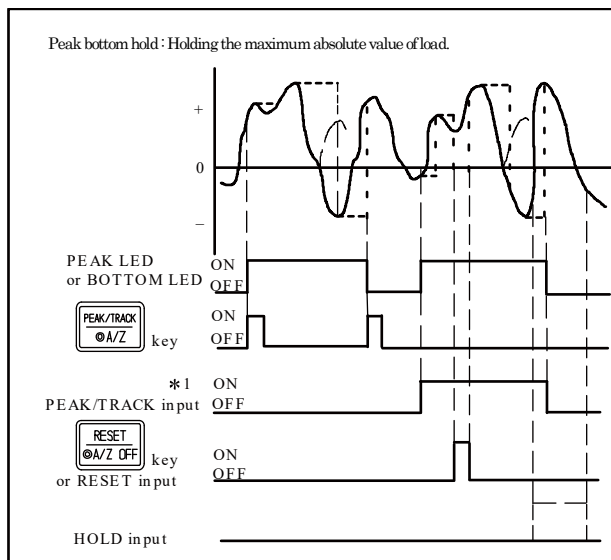 Peak bottom hold : Holding the maximum absolute value of load.
+
0
−
PEAK LED
or BOTTOM LED
ON
OFF
PEAK/TRACK
◎A/Z
key
ON
OFF
*1
PEAK/TRACK input
ON
OFF
RESET
◎A/Z OFF
key
or RESET input
ON
OFF
HOLD input